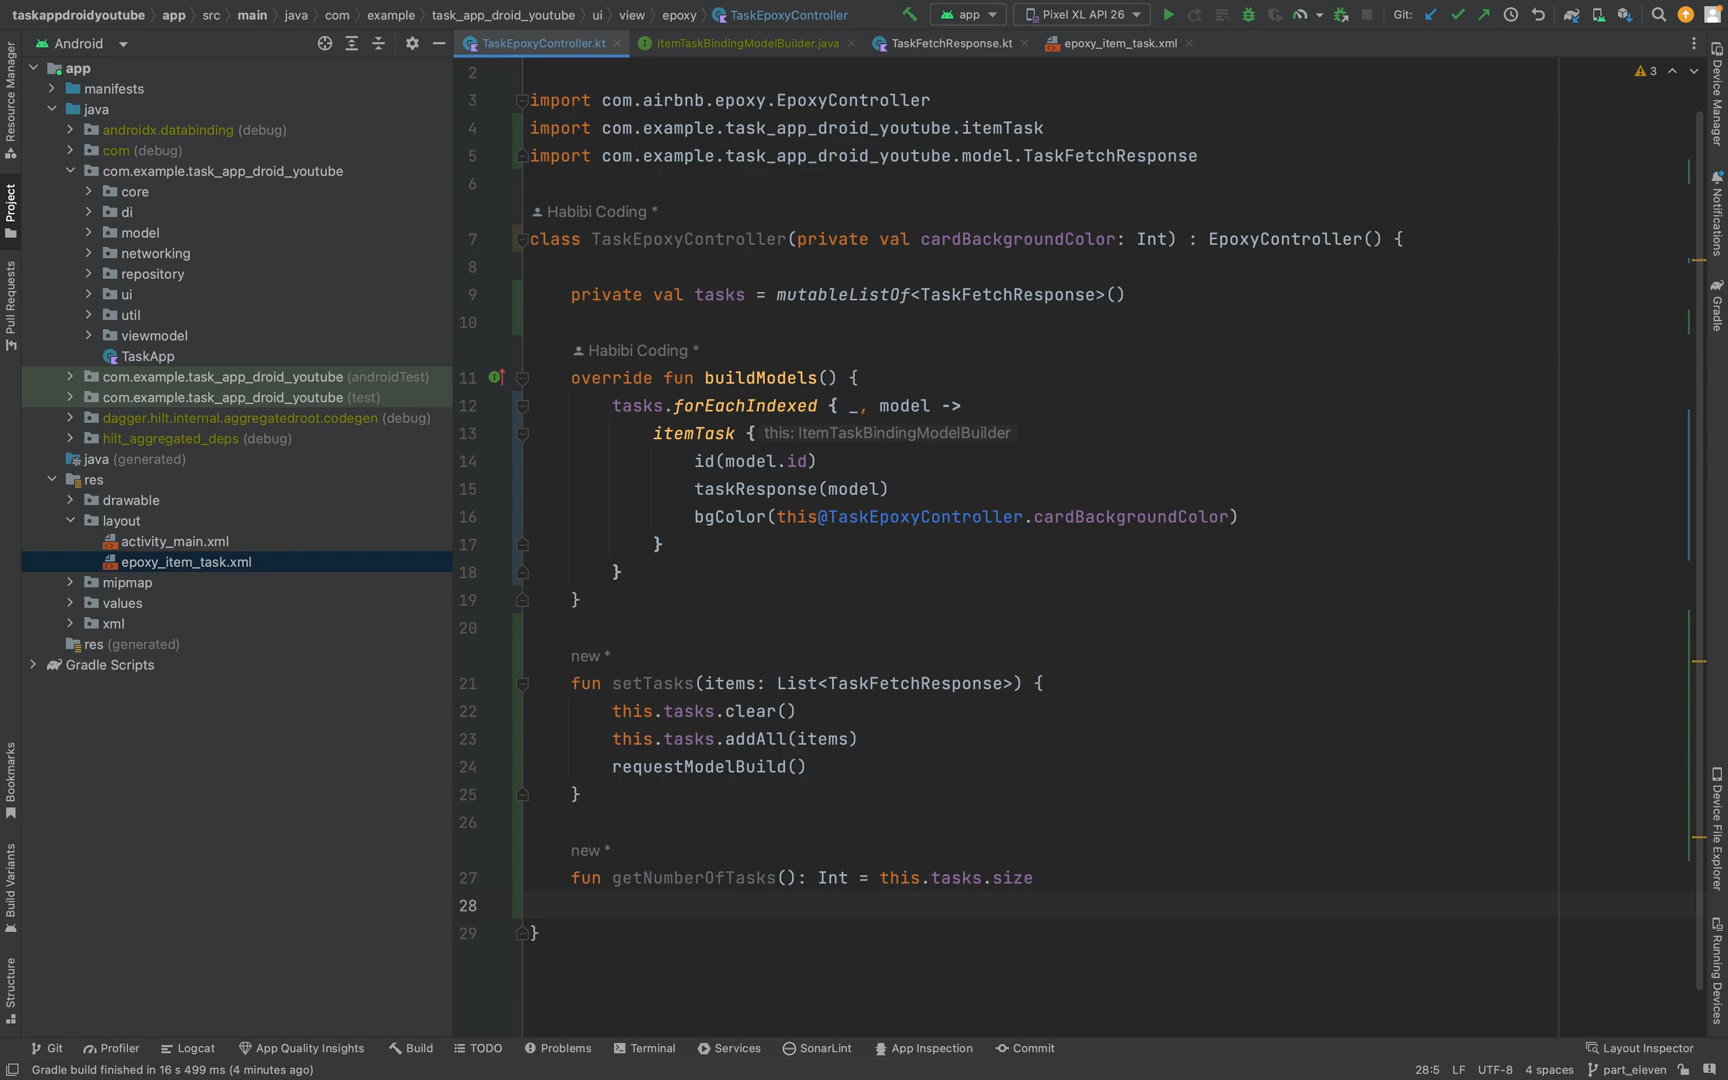 taskappdroidyoutube › app › src › main › java › com › example › task_app_droid_youtube › ui › view › epoxy › TaskEpoxyController
app
Pixel XL API 26
Git:
Android
TaskEpoxyController.kt
ItemTaskBindingModelBuilder.java
TaskFetchResponse.kt
epoxy_item_task.xml
Resource Manager
Project
Pull Requests
Bookmarks
Build Variants
Structure
app
manifests
java
androidx.databinding (debug)
com (debug)
com.example.task_app_droid_youtube
core
di
model
networking
repository
ui
util
viewmodel
TaskApp
com.example.task_app_droid_youtube (androidTest)
com.example.task_app_droid_youtube (test)
dagger.hilt.internal.aggregatedroot.codegen (debug)
hilt_aggregated_deps (debug)
java (generated)
res
drawable
layout
activity_main.xml
epoxy_item_task.xml
mipmap
values
xml
res (generated)
Gradle Scripts
3
2
3 import com.airbnb.epoxy.EpoxyController
4 import com.example.task_app_droid_youtube.itemTask
5 import com.example.task_app_droid_youtube.model.TaskFetchResponse
6
Habibi Coding *
7 class TaskEpoxyController(private val cardBackgroundColor: Int) : EpoxyController() {
8
9 private val tasks = mutableListOf<TaskFetchResponse>()
10
Habibi Coding *
11 override fun buildModels() {
12 tasks.forEachIndexed { _, model ->
13 itemTask { this: ItemTaskBindingModelBuilder
14 id(model.id)
15 taskResponse(model)
16 bgColor(this@TaskEpoxyController.cardBackgroundColor)
17 }
18 }
19 }
20
new *
21 fun setTasks(items: List<TaskFetchResponse>) {
22 this.tasks.clear()
23 this.tasks.addAll(items)
24 requestModelBuild()
25 }
26
new *
27 fun getNumberOfTasks(): Int = this.tasks.size
28
29 }
Device Manager
Notifications
Gradle
Device File Explorer
Running Devices
Git
Profiler
Logcat
App Quality Insights
Build
TODO
Problems
Terminal
Services
SonarLint
App Inspection
Commit
Layout Inspector
Gradle build finished in 16 s 499 ms (4 minutes ago)
28:5
LF
UTF-8
4 spaces
part_eleven